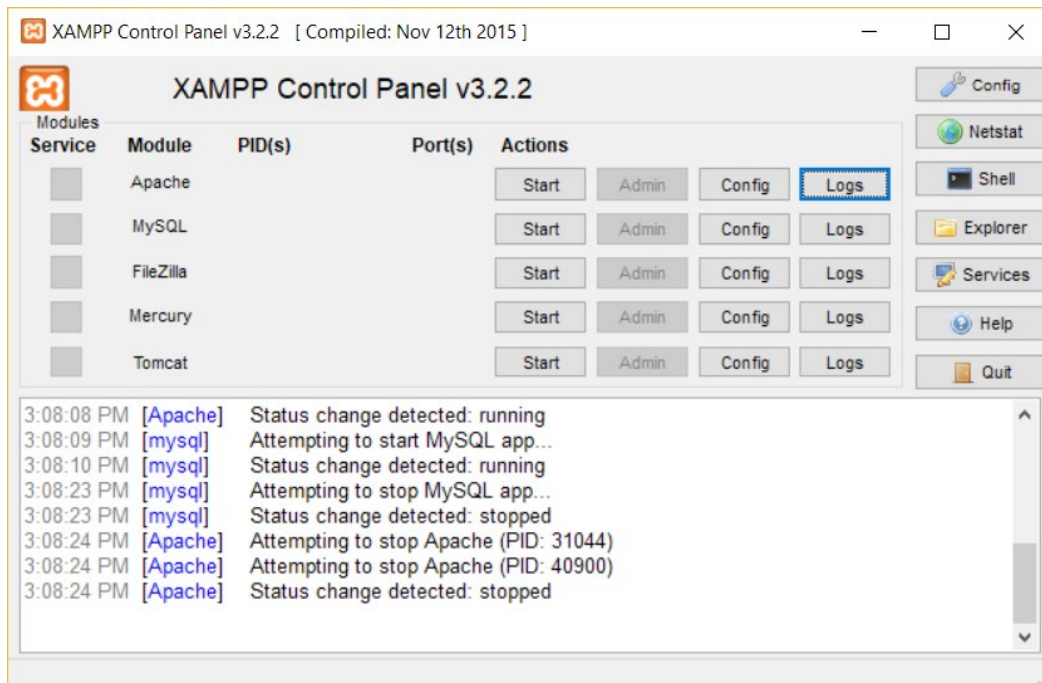 XAMPP Control Panel v3.2.2 [ Compiled: Nov 12th 2015 ]
XAMPP Control Panel v3.2.2
Config
Modules
Service Module PID(s) Port(s) Actions
Netstat
Apache Start Admin Config Logs
Shell
MySQL Start Admin Config Logs
Explorer
FileZilla Start Admin Config Logs
Services
Mercury Start Admin Config Logs
Help
Tomcat Start Admin Config Logs
Quit
3:08:08 PM [Apache] Status change detected: running
3:08:09 PM [mysql] Attempting to start MySQL app...
3:08:10 PM [mysql] Status change detected: running
3:08:23 PM [mysql] Attempting to stop MySQL app...
3:08:23 PM [mysql] Status change detected: stopped
3:08:24 PM [Apache] Attempting to stop Apache (PID: 31044)
3:08:24 PM [Apache] Attempting to stop Apache (PID: 40900)
3:08:24 PM [Apache] Status change detected: stopped